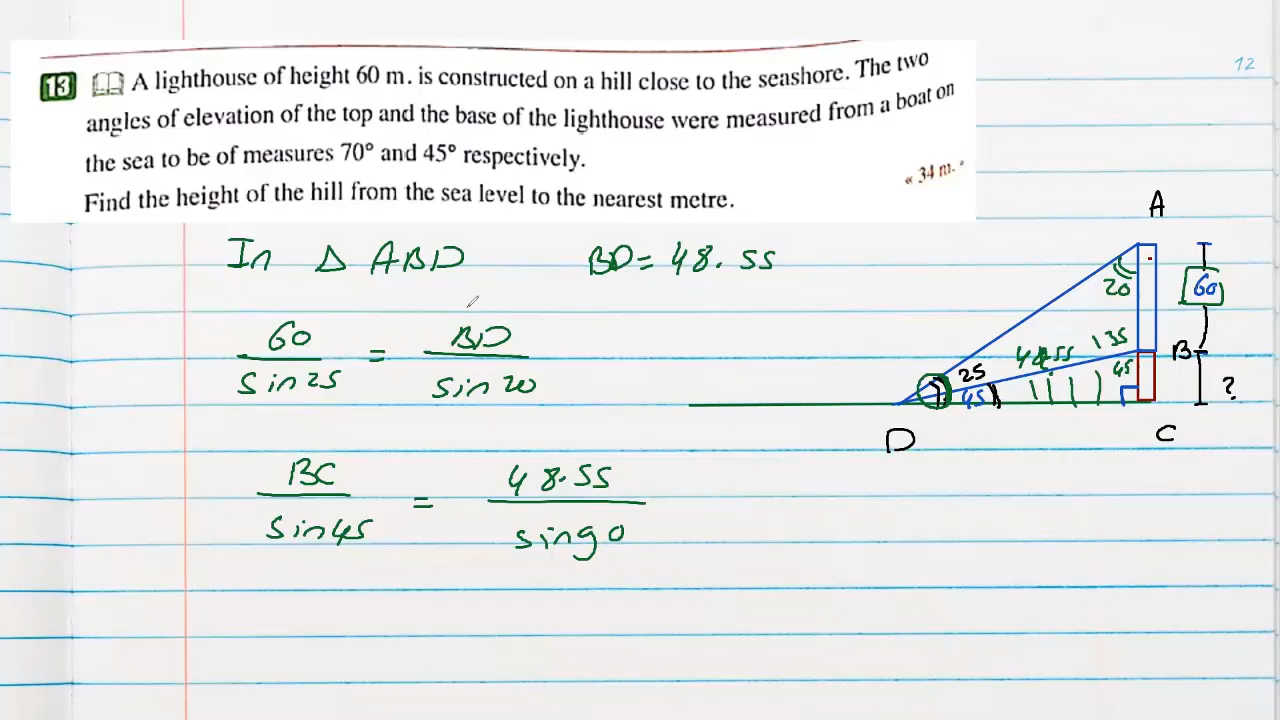 12
13 A lighthouse of height 60 m. is constructed on a hill close to the seashore. The two
angles of elevation of the top and the base of the lighthouse were measured from a boat on
the sea to be of measures 70° and 45° respectively.
Find the height of the hill from the sea level to the nearest metre.
« 34 m. »
In Δ ABD BD = 48.55
60 / sin 25 = BD / sin 20
BC / sin 45 = 48.55 / sin 90
A
20
60
135
B
48.55
45
25
45
?
D
C